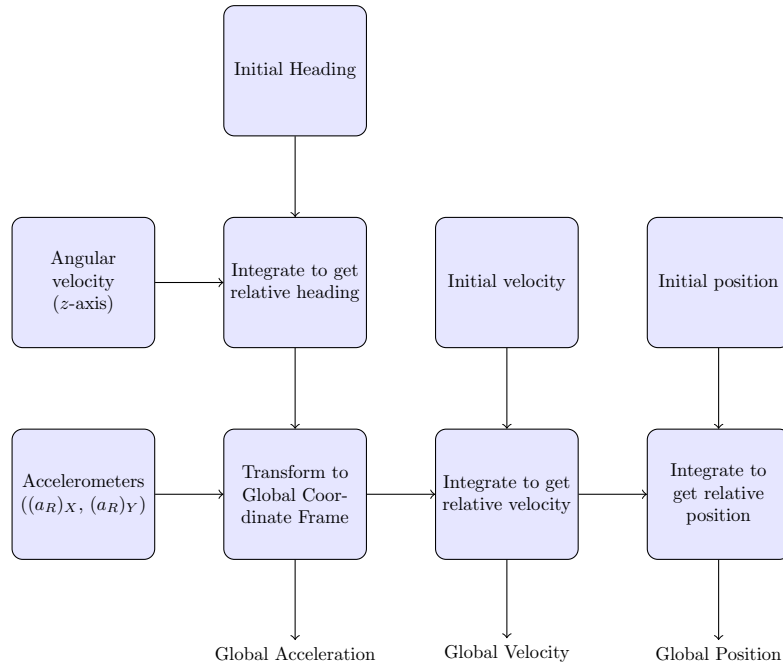 Initial Heading
Angular
velocity
(z-axis)
Integrate to get
relative heading
Initial velocity
Initial position
Accelerometers
((a_R)_X, (a_R)_Y)
Transform to
Global Coor-
dinate Frame
Integrate to get
relative velocity
Integrate to
get relative
position
Global Acceleration
Global Velocity
Global Position